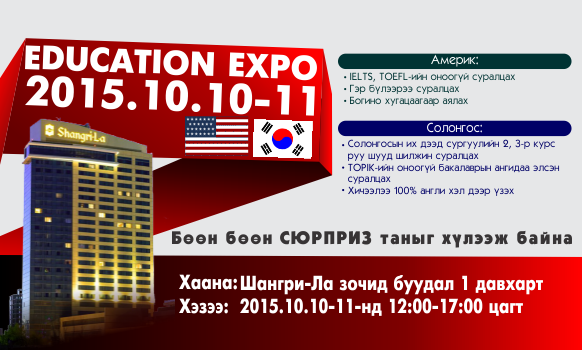 EDUCATION EXPO
2015.10.10-11
Shangri-La
Америк:
• IELTS, TOEFL-ийн оноогүй суралцах
• Гэр бүлээрээ суралцах
• Богино хугацаагаар аялах
Солонгос:
• Солонгосын их дээд сургуулийн 2, 3-р курс
руу шууд шилжин суралцах
• TOPIK-ийн оноогүй бакалаврын ангидаа элсэн
суралцах
• Хичээлээ 100% англи хэл дээр үзэх
Бөөн бөөн СЮРПРИЗ таныг хүлээж байна
Хаана: Шангри-Ла зочид буудал 1 давхарт
Хэзээ: 2015.10.10-11-нд 12:00-17:00 цагт